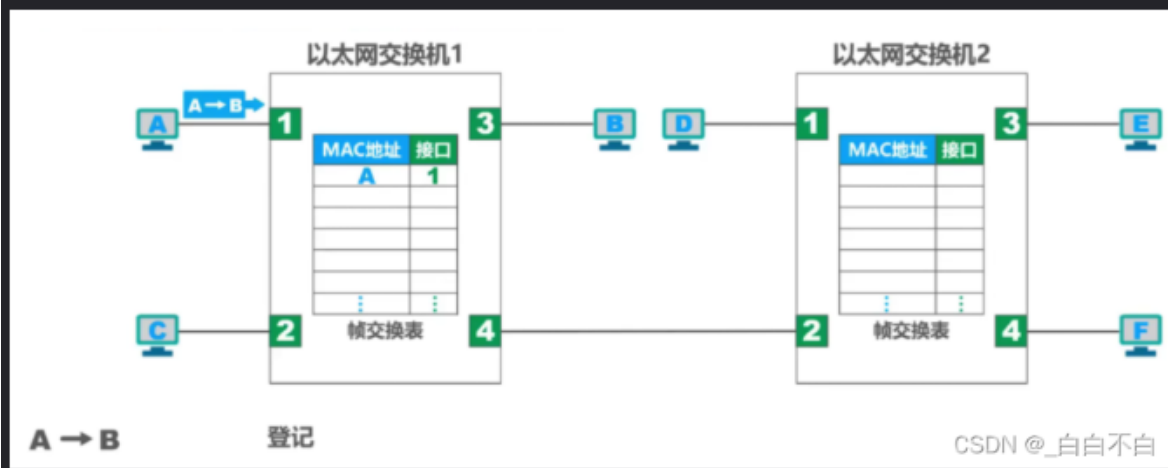 以太网交换机1
以太网交换机2
A→B
A
1
3
B
D
1
3
E
MAC地址 接口
A 1
MAC地址 接口
C
2
帧交换表
4
2
帧交换表
4
F
A→B
登记
CSDN @_白白不白